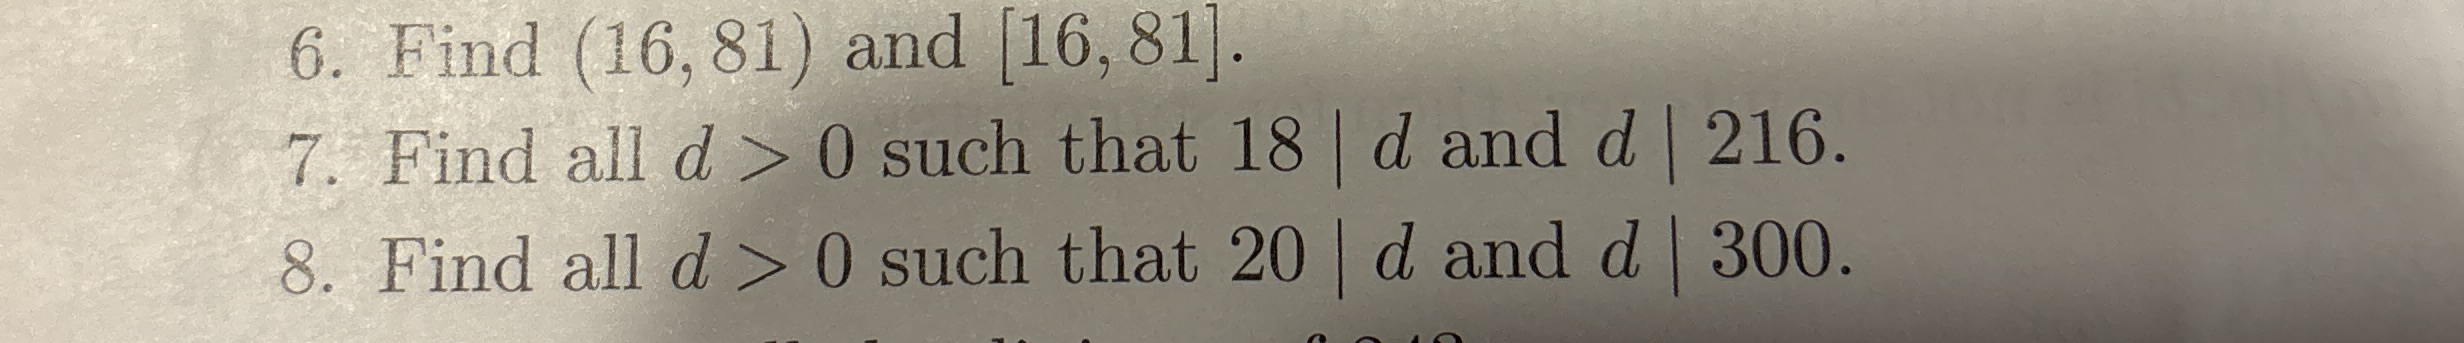 6. Find (16, 81) and [16, 81].
7. Find all d > 0 such that 18 | d and d | 216.
8. Find all d > 0 such that 20 | d and d | 300.